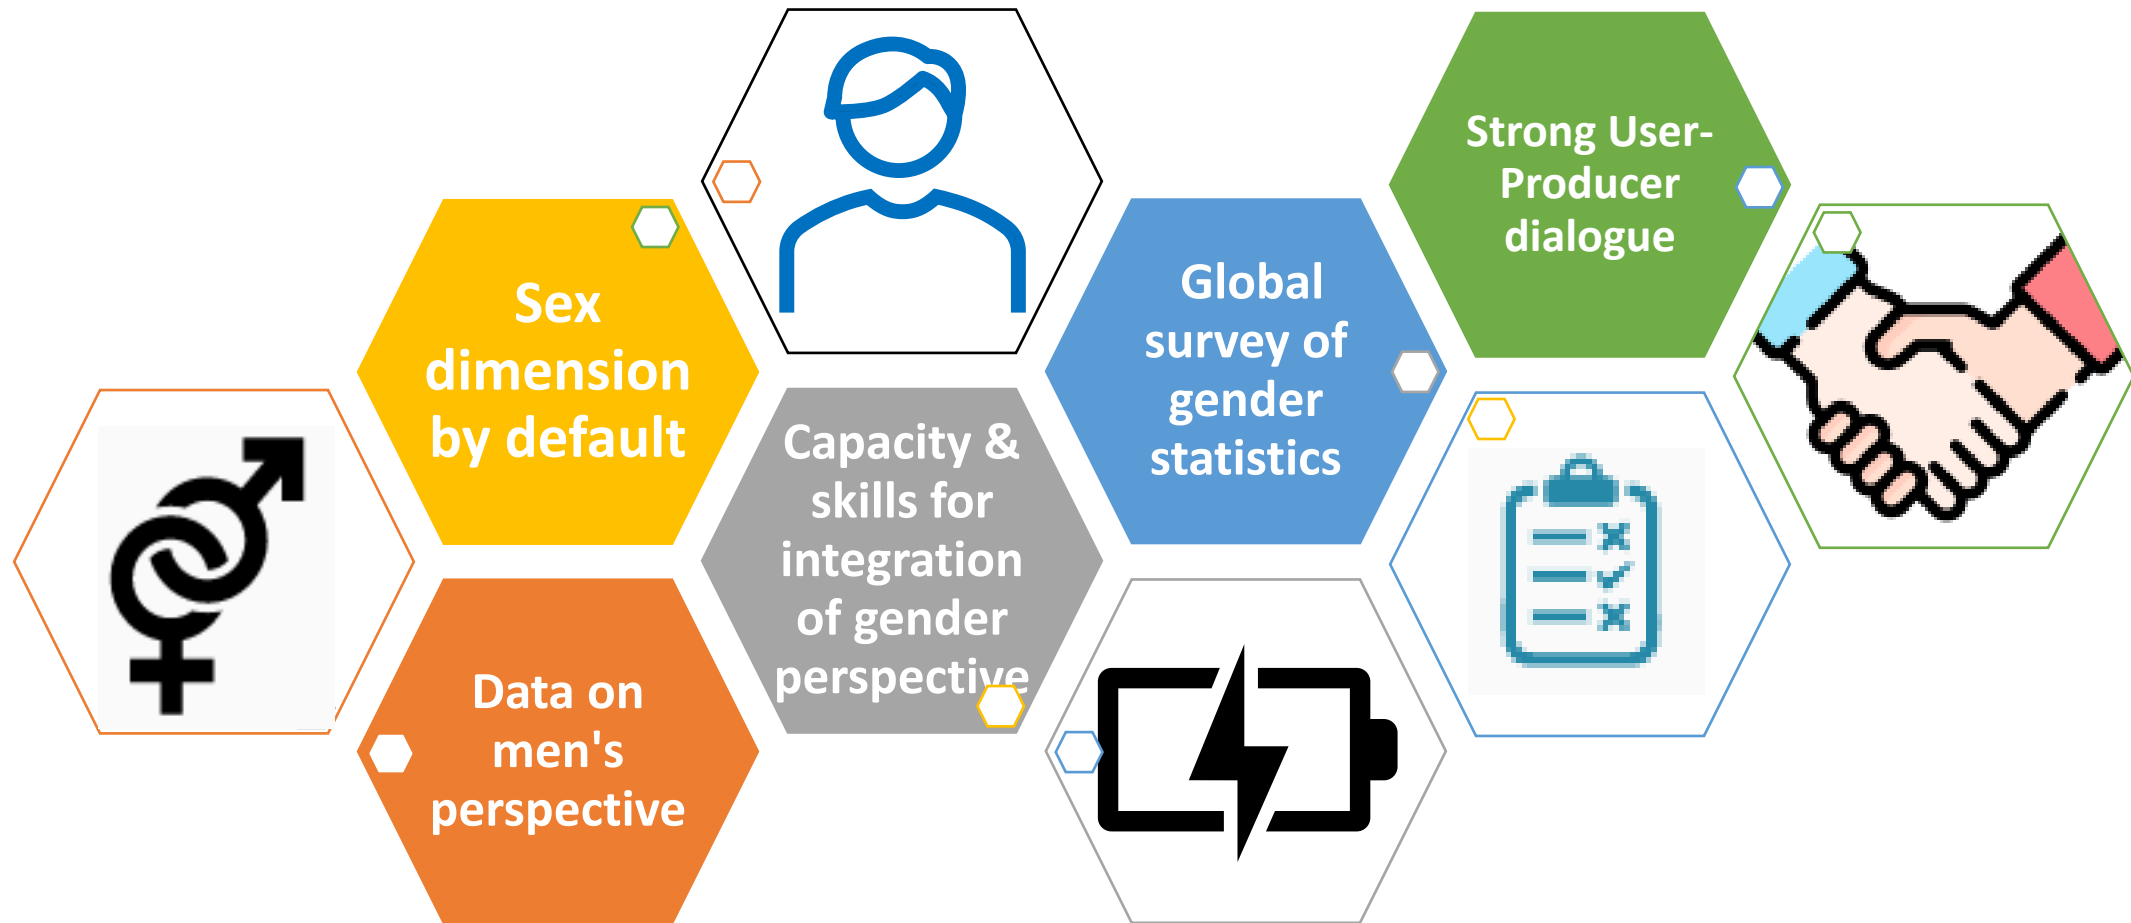 Sex
dimension
by default
Data on
men's
perspective
Capacity &
skills for
integration
of gender
perspective
Global
survey of
gender
statistics
Strong User-
Producer
dialogue